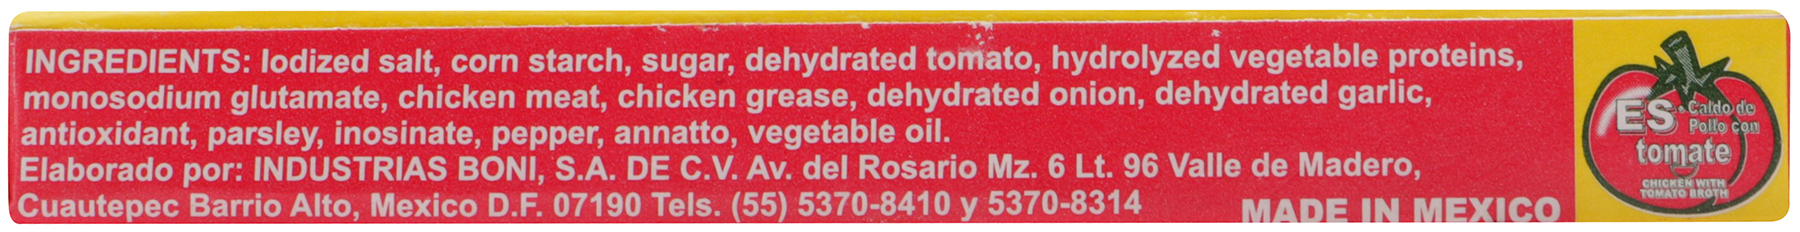 INGREDIENTS: Iodized salt, corn starch, sugar, dehydrated tomato, hydrolyzed vegetable proteins,
monosodium glutamate, chicken meat, chicken grease, dehydrated onion, dehydrated garlic,
antioxidant, parsley, inosinate, pepper, annatto, vegetable oil.
Elaborado por: INDUSTRIAS BONI, S.A. DE C.V. Av. del Rosario Mz. 6 Lt. 96 Valle de Madero,
Cuautepec Barrio Alto, Mexico D.F. 07190 Tels. (55) 5370-8410 y 5370-8314
MADE IN MEXICO
ES Caldo de
Pollo con
tomate
CHICKEN WITH
TOMATO BROTH